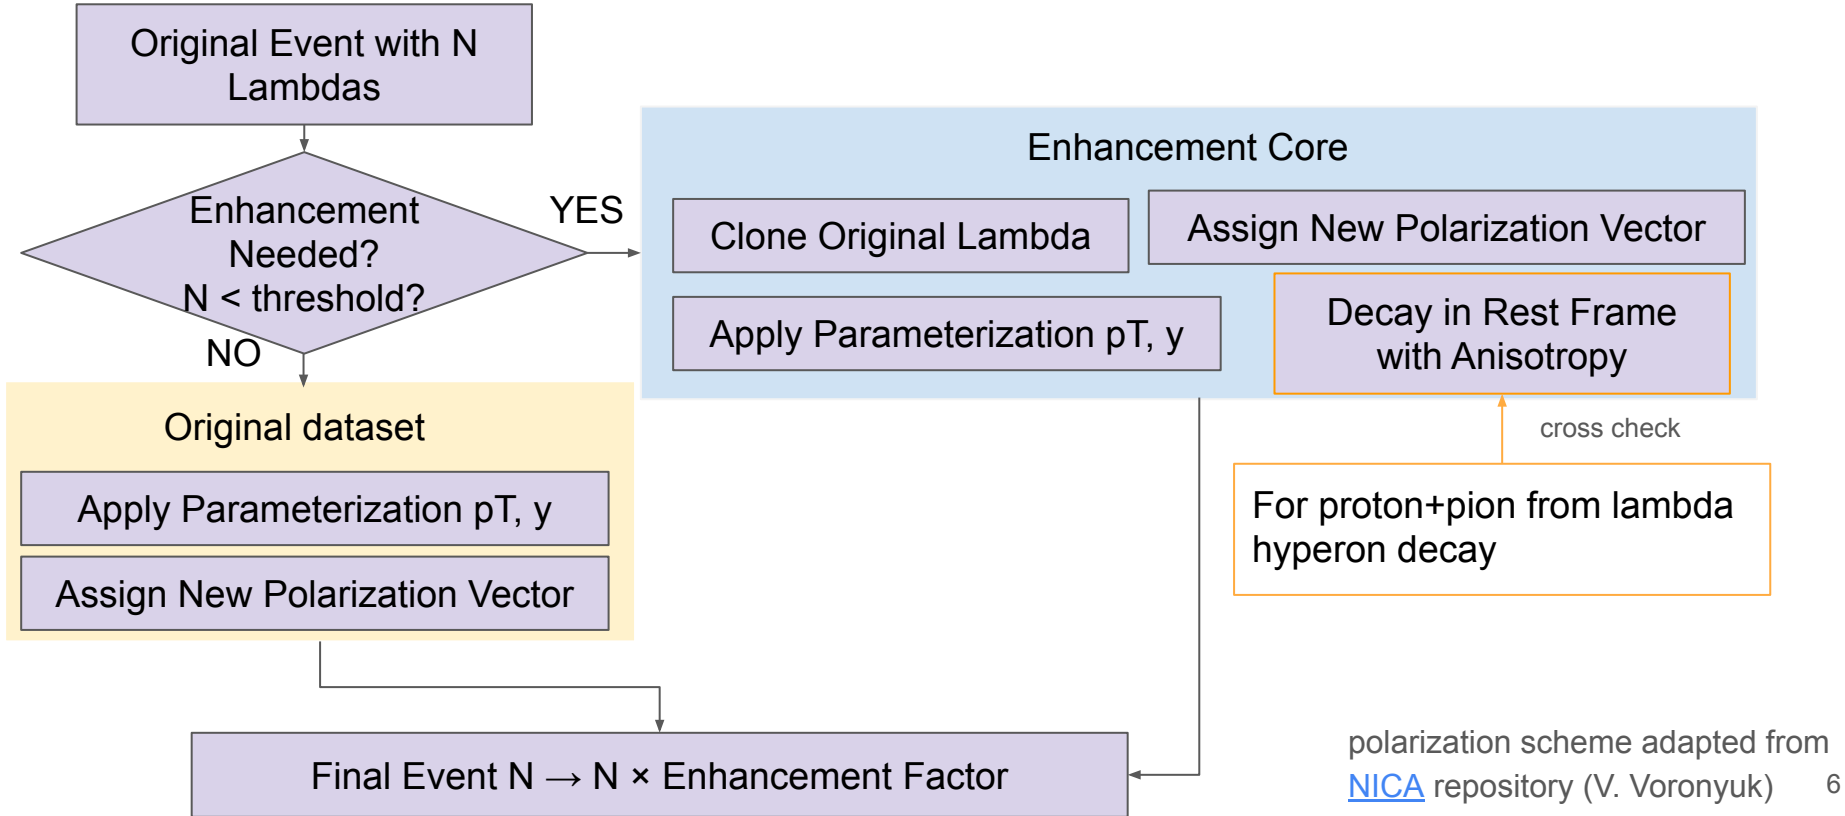 Original Event with N
Lambdas
Enhancement
Needed?
N < threshold?
YES
NO
Enhancement Core
Clone Original Lambda
Assign New Polarization Vector
Apply Parameterization pT, y
Decay in Rest Frame
with Anisotropy
cross check
For proton+pion from lambda
hyperon decay
Original dataset
Apply Parameterization pT, y
Assign New Polarization Vector
Final Event N → N × Enhancement Factor
polarization scheme adapted from
NICA repository (V. Voronyuk)
6